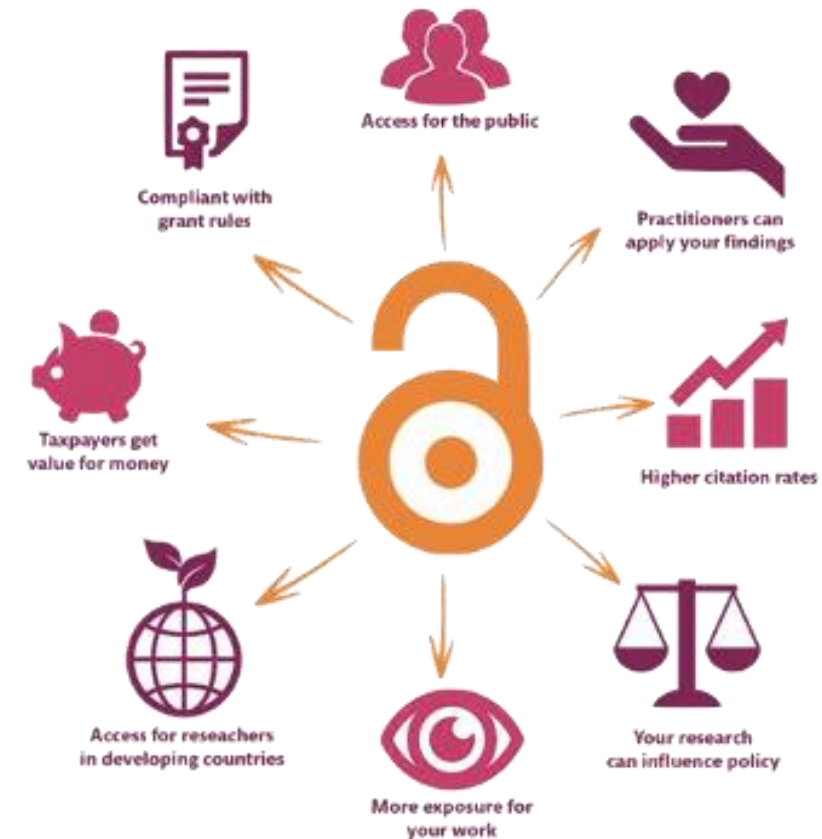 Access for the public
Compliant with
grant rules
Practitioners can
apply your findings
Taxpayers get
value for money
Higher citation rates
Access for reseachers
in developing countries
Your research
can influence policy
More exposure for
your work